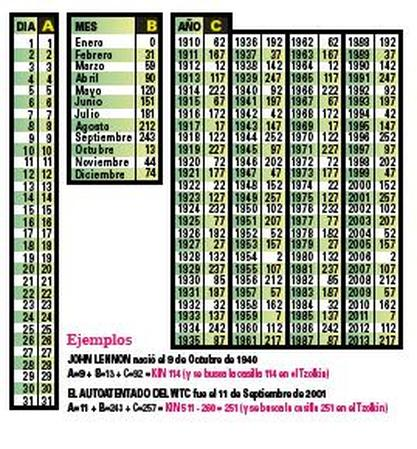 DIA A
1 1
2 2
3 3
4 4
5 5
6 6
7 7
8 8
9 9
10 10
11 11
12 12
13 13
14 14
15 15
16 16
17 17
18 18
19 19
20 20
21 21
22 22
23 23
24 24
25 25
26 26
27 27
28 28
29 29
30 30
31 31
MES B
Enero 0
Febrero 31
Marzo 59
Abril 90
Mayo 120
Junio 151
Julio 181
Agosto 212
Septiembre 243
Octubre 13
Noviembre 44
Diciembre 74
AÑO C
1910 62 1936 192 1962 62 1988 192
1911 167 1937 37 1963 167 1989 37
1912 12 1938 142 1964 12 1990 142
1913 117 1939 247 1965 117 1991 247
1914 222 1940 92 1966 222 1992 92
1915 67 1941 197 1967 67 1993 197
1916 172 1942 42 1968 172 1994 42
1917 17 1943 147 1969 17 1995 147
1918 122 1944 252 1970 122 1996 252
1919 227 1945 97 1971 227 1997 97
1920 72 1946 202 1972 72 1998 202
1921 177 1947 47 1973 177 1999 47
1922 22 1948 152 1974 22 2000 152
1923 127 1949 257 1975 127 2001 257
1924 232 1950 102 1976 232 2002 102
1925 77 1951 207 1977 77 2003 207
1926 182 1952 52 1978 182 2004 52
1927 27 1953 157 1979 27 2005 157
1928 132 1954 2 1980 132 2006 2
1929 237 1955 107 1981 237 2007 107
1930 1956 212 1982 2008 212
1931 187 1957 57 1983 187 2009 57
1932 32 1958 162 1984 32 2010 162
1933 137 1959 7 1985 137 2011 7
1934 242 1960 112 1986 242 2012 112
1935 87 1961 217 1987 87 2013 217
Ejemplos
JOHN LENNON nació el 9 de Octubre de 1940
A=9 + B=13 + C=92 = KIN 114 (y se busca la casilla 114 en el Tzolkin)
EL AUTOATENTADO DEL WTC fue el 11 de Septiembre de 2001
A=11 + B=243 + C=257= KIN 511 - 260 = 251 (y se busca la casilla 251 en el Tzolkin)